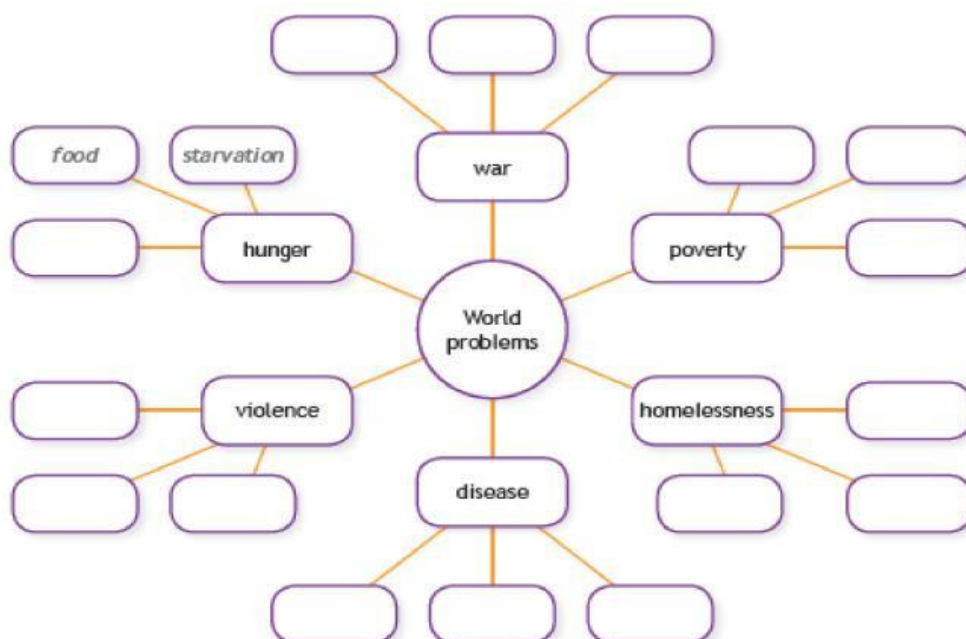 war
food
starvation
hunger
poverty
World
problems
violence
homelessness
disease